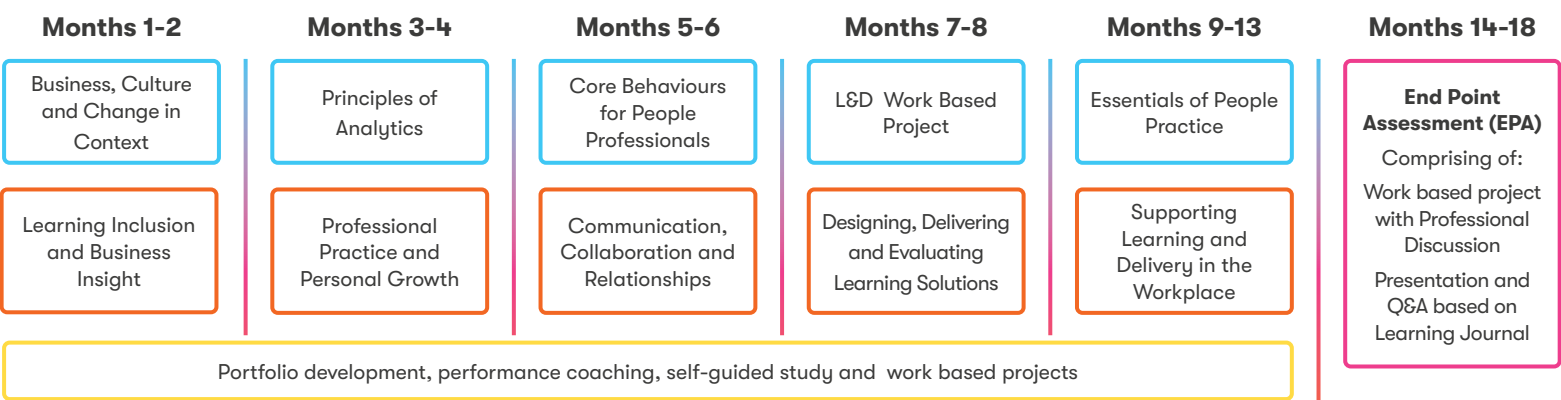 Months 1-2
Business, Culture
and Change in
Context
Learning Inclusion
and Business
Insight
Months 3-4
Principles of
Analytics
Professional
Practice and
Personal Growth
Months 5-6
Core Behaviours
for People
Professionals
Communication,
Collaboration and
Relationships
Months 7-8
L&D Work Based
Project
Designing, Delivering
and Evaluating
Learning Solutions
Months 9-13
Essentials of People
Practice
Supporting
Learning and
Delivery in the
Workplace
Portfolio development, performance coaching, self-guided study and work based projects
Months 14-18
End Point
Assessment (EPA)
Comprising of:
Work based project
with Professional
Discussion
Presentation and
Q&A based on
Learning Journal